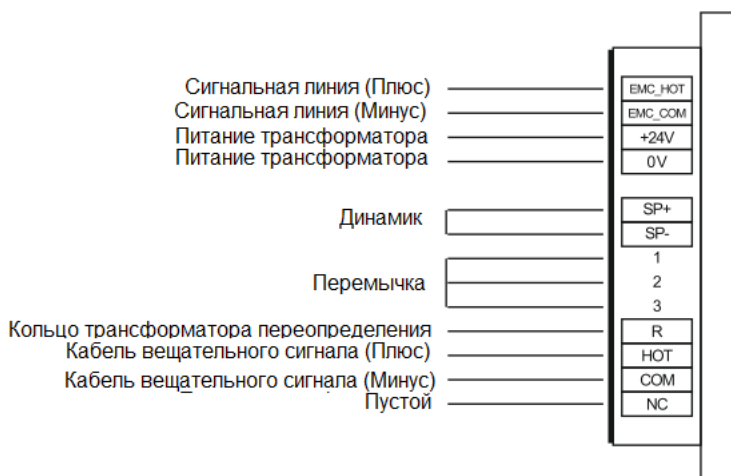 Сигнальная линия (Плюс) EMC_HOT
Сигнальная линия (Минус) EMC_COM
Питание трансформатора +24V
Питание трансформатора 0V
SP+
Динамик
SP-
1
Перемычка 2
3
Кольцо трансформатора переопределения R
Кабель вещательного сигнала (Плюс) HOT
Кабель вещательного сигнала (Минус) COM
Пустой NC